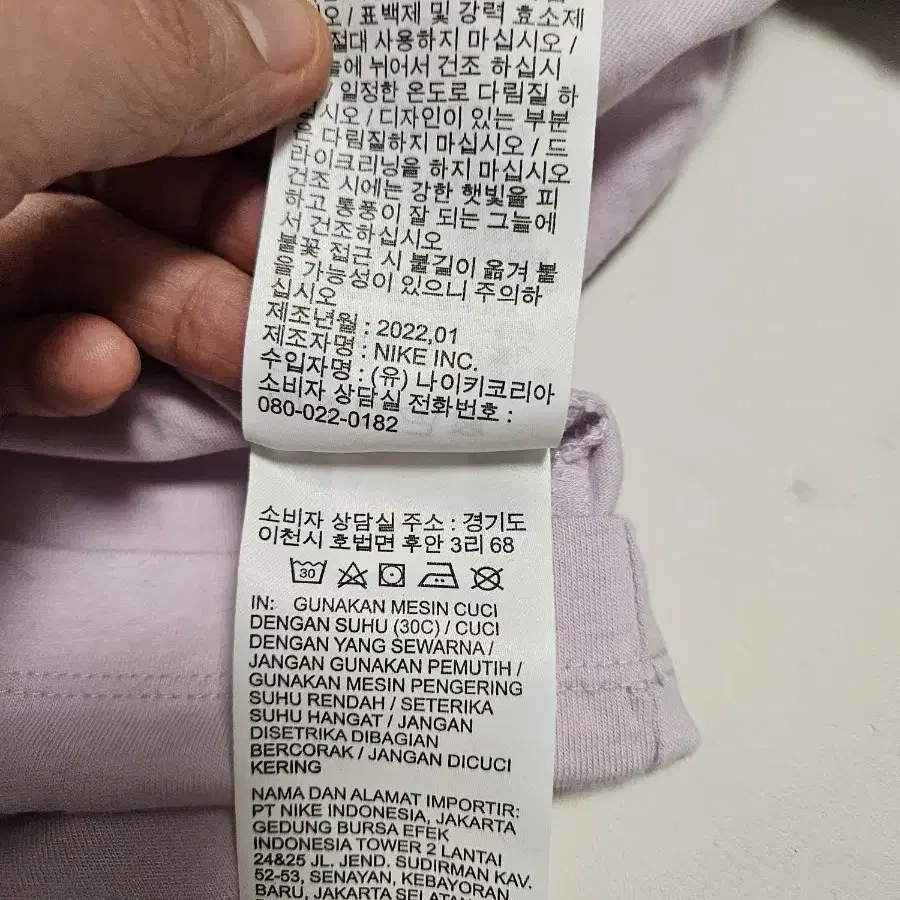 오 / 표백제 및 강력 효소제
절대 사용하지 마십시오 /
에 뉘어서 건조 하십시
/ 일정한 온도로 다림질 하
십시오 / 디자인이 있는 부분
은 다림질하지 마십시오 / 드
라이크리닝을 하지 마십시오
건조 시에는 강한 햇빛을 피
하고 통풍이 잘 되는 그늘에
서 건조하십시오
불꽃 접근 시 불길이 옮겨 붙
을 가능성이 있으니 주의하
십시오
제조년월 : 2022,01
제조자명 : NIKE INC.
수입자명 : (유) 나이키코리아
소비자 상담실 전화번호 :
080-022-0182
소비자 상담실 주소 : 경기도
이천시 호법면 후안 3리 68
30
IN: GUNAKAN MESIN CUCI
DENGAN SUHU (30C) / CUCI
DENGAN YANG SEWARNA /
JANGAN GUNAKAN PEMUTIH /
GUNAKAN MESIN PENGERING
SUHU RENDAH / SETERIKA
SUHU HANGAT / JANGAN
DISETRIKA DIBAGIAN
BERCORAK / JANGAN DICUCI
KERING
NAMA DAN ALAMAT IMPORTIR:
PT NIKE INDONESIA, JAKARTA
GEDUNG BURSA EFEK
INDONESIA TOWER 2 LANTAI
24&25 JL. JEND. SUDIRMAN KAV.
52-53, SENAYAN, KEBAYORAN
BARU, JAKARTA SELATAN